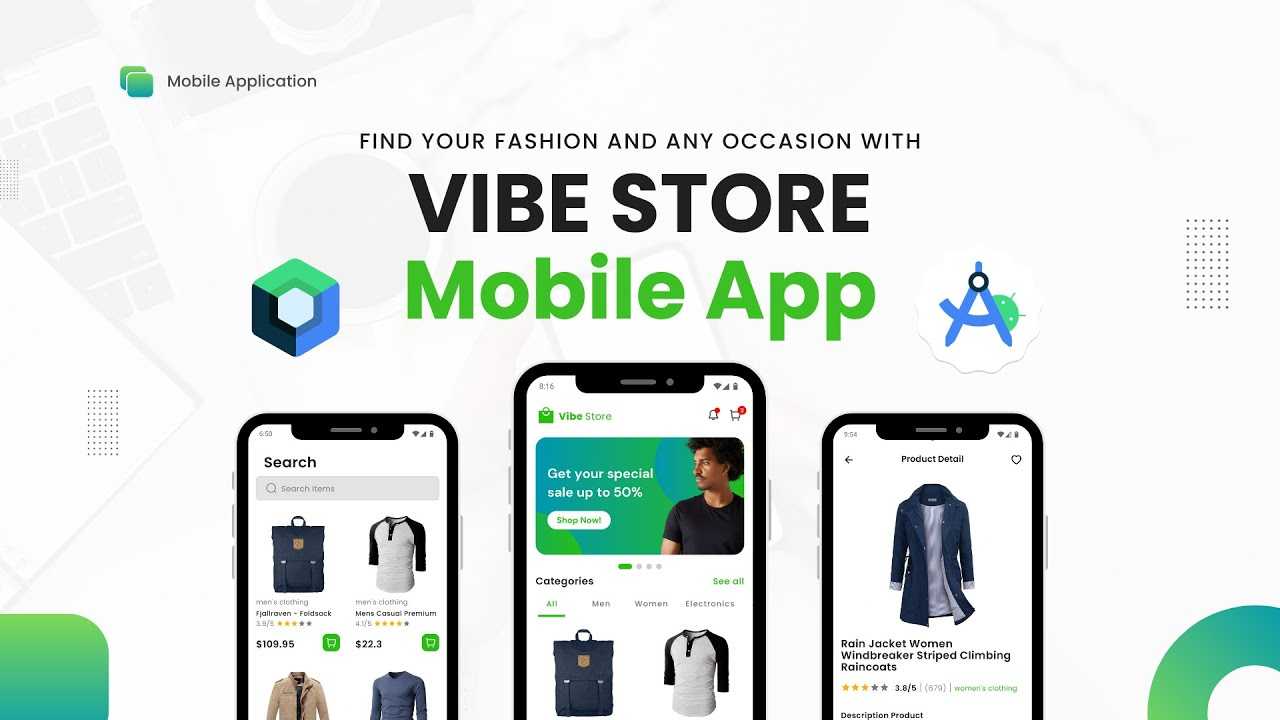 Mobile Application
FIND YOUR FASHION AND ANY OCCASION WITH
VIBE STORE
Mobile App
6:50
Search
Search Items
men's clothing
Fjallraven - Foldsack
3.9/5
$109.95
men's clothing
Mens Casual Premium
4.1/5
$22.3
8:16
Vibe Store
Get your special
sale up to 50%
Shop Now!
Categories
See all
All Men Women Electronics
Product Detail
Rain Jacket Women
Windbreaker Striped Climbing
Raincoats
3.8/5 | (679) | women's clothing
Description Product